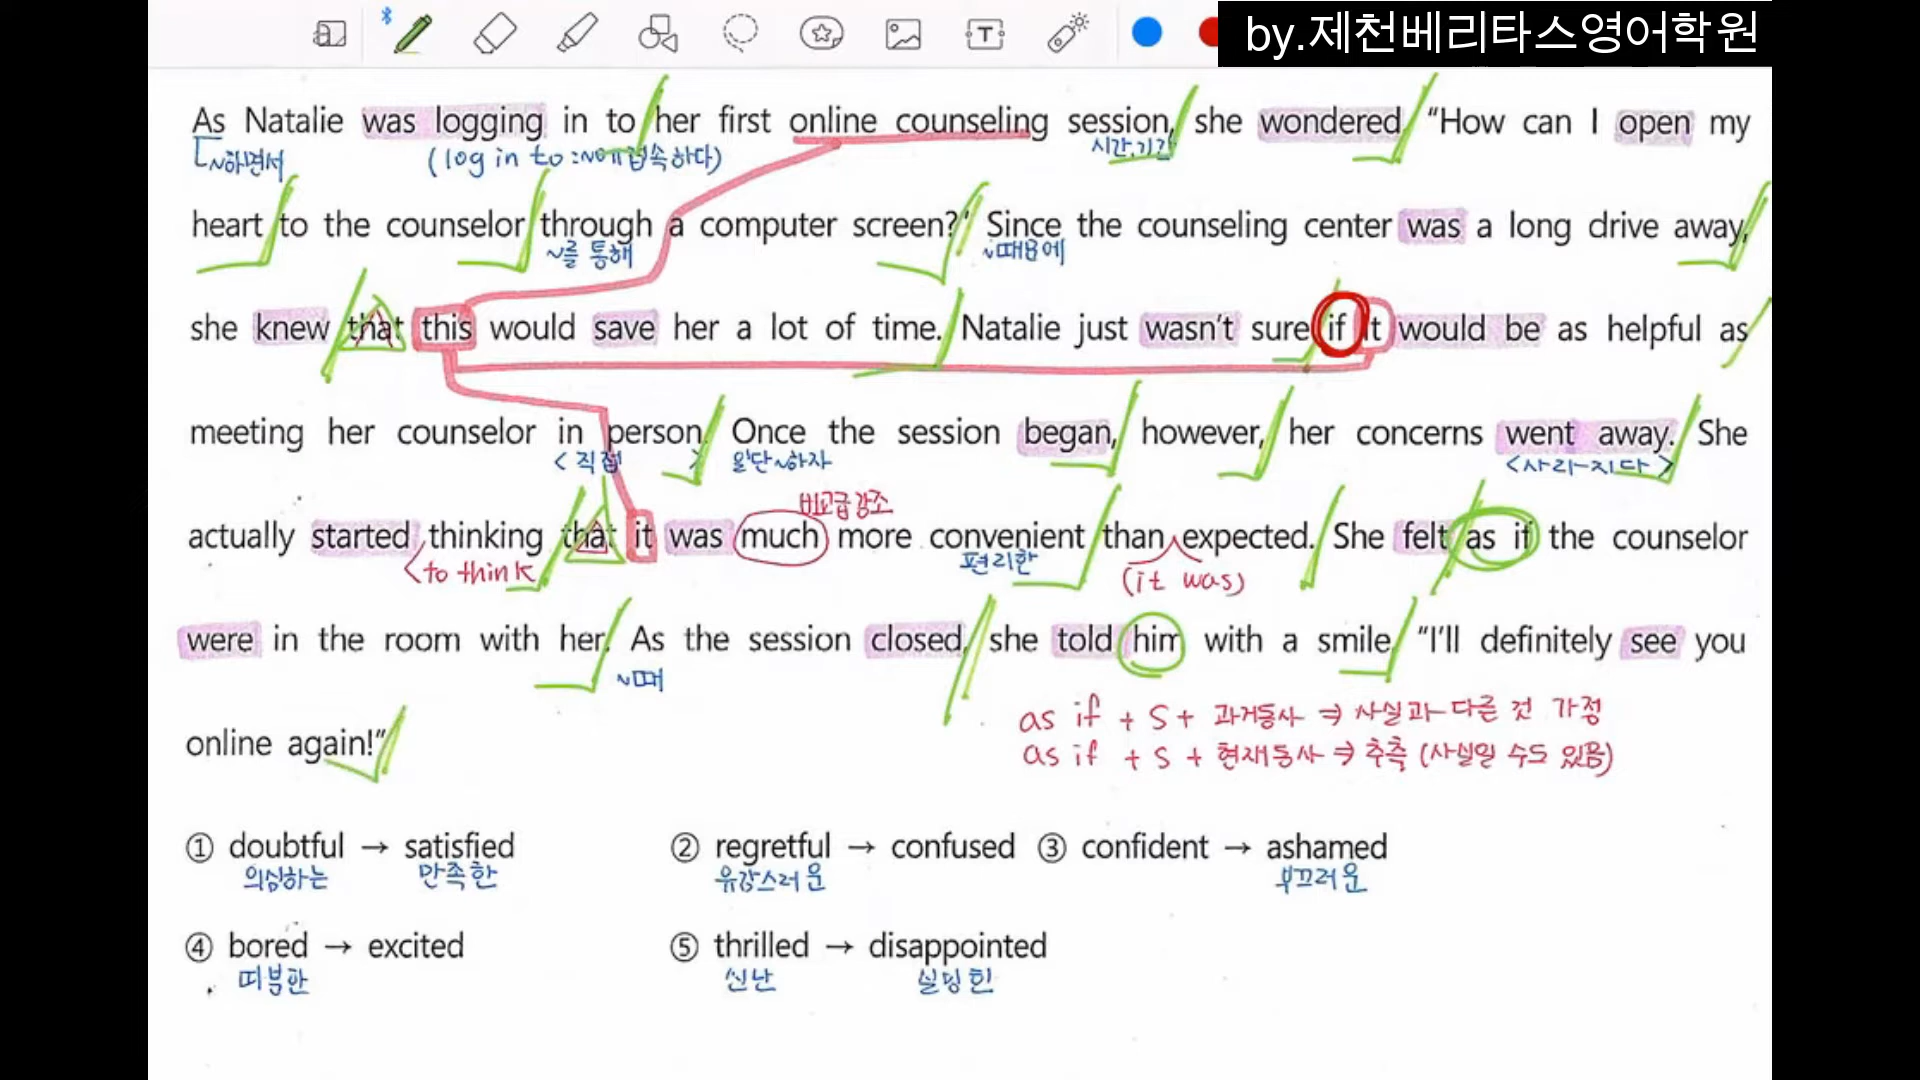 by.제천베리타스영어학원
As Natalie was logging in to her first online counseling session, she wondered, “How can I open my
~하면서 (log in to : ~에 접속하다) 시간, 기간
heart to the counselor through a computer screen?” Since the counseling center was a long drive away,
~를 통해 ~때문에
she knew that this would save her a lot of time. Natalie just wasn't sure if it would be as helpful as
meeting her counselor in person. Once the session began, however, her concerns went away. She
<직접> 일단~하자 <사라지다>
비교급 강조
actually started thinking that it was much more convenient than expected. She felt as if the counselor
to think 편리한 (it was)
were in the room with her. As the session closed, she told him with a smile, “I'll definitely see you
~때
online again!”
as if + S + 과거동사 ⇒ 사실과 다른 것 가정
as if + S + 현재동사 ⇒ 추측 (사실일 수도 있음)
① doubtful → satisfied ② regretful → confused ③ confident → ashamed
의심하는 만족한 유감스러운 부끄러운
④ bored → excited ⑤ thrilled → disappointed
따분한 신난 실망한